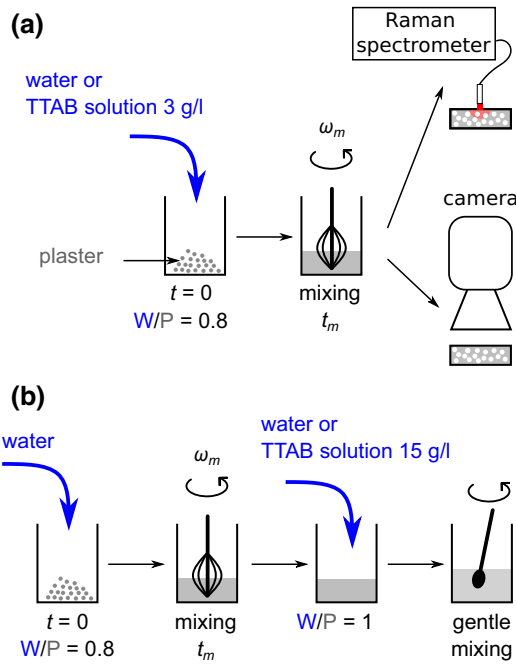 (a)
Raman
spectrometer
water or
TTAB solution 3 g/l
ωm
camera
plaster
t = 0
W/P = 0.8
mixing
tm
(b)
water
water or
TTAB solution 15 g/l
ωm
t = 0
W/P = 0.8
mixing
tm
W/P = 1
gentle
mixing